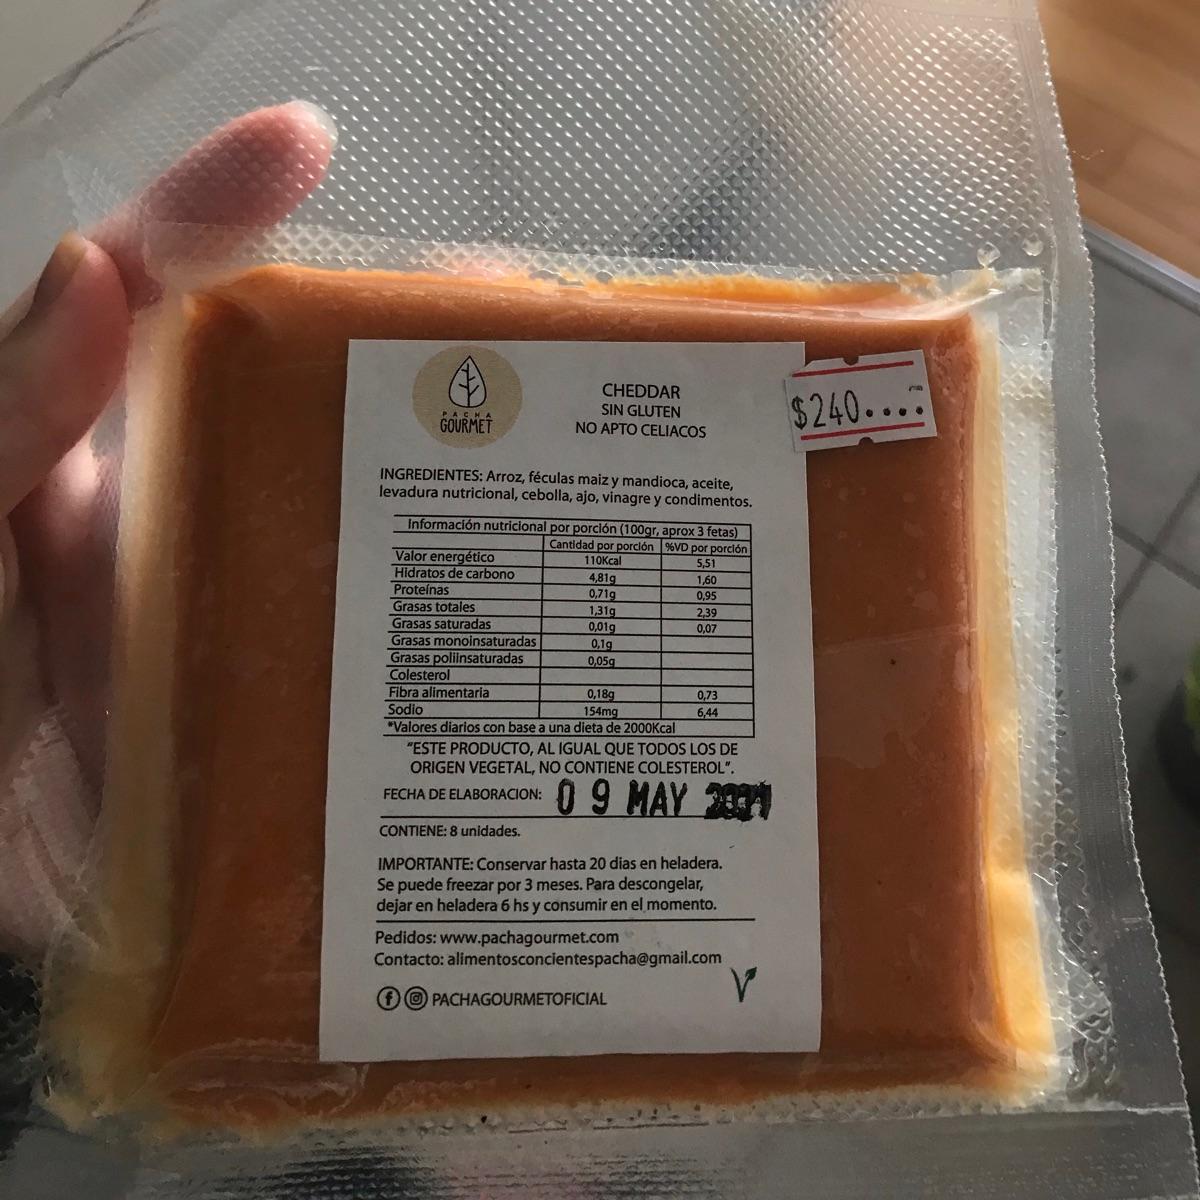 PACHA
GOURMET
CHEDDAR
SIN GLUTEN
NO APTO CELIACOS
$240....
INGREDIENTES: Arroz, féculas maiz y mandioca, aceite,
levadura nutricional, cebolla, ajo, vinagre y condimentos.
Información nutricional por porción (100gr, aprox 3 fetas)
Cantidad por porción %VD por porción
Valor energético 110Kcal 5,51
Hidratos de carbono 4,81g 1,60
Proteínas 0,71g 0,95
Grasas totales 1,31g 2,39
Grasas saturadas 0,01g 0,07
Grasas monoinsaturadas 0,1g
Grasas poliinsaturadas 0,05g
Colesterol
Fibra alimentaria 0,18g 0,73
Sodio 154mg 6,44
*Valores diarios con base a una dieta de 2000Kcal
"ESTE PRODUCTO, AL IGUAL QUE TODOS LOS DE
ORIGEN VEGETAL, NO CONTIENE COLESTEROL".
FECHA DE ELABORACION: 09 MAY
CONTIENE: 8 unidades.
IMPORTANTE: Conservar hasta 20 dias en heladera.
Se puede freezar por 3 meses. Para descongelar,
dejar en heladera 6 hs y consumir en el momento.
Pedidos: www.pachagourmet.com
Contacto: alimentosconcientespacha@gmail.com
PACHAGOURMETOFICIAL